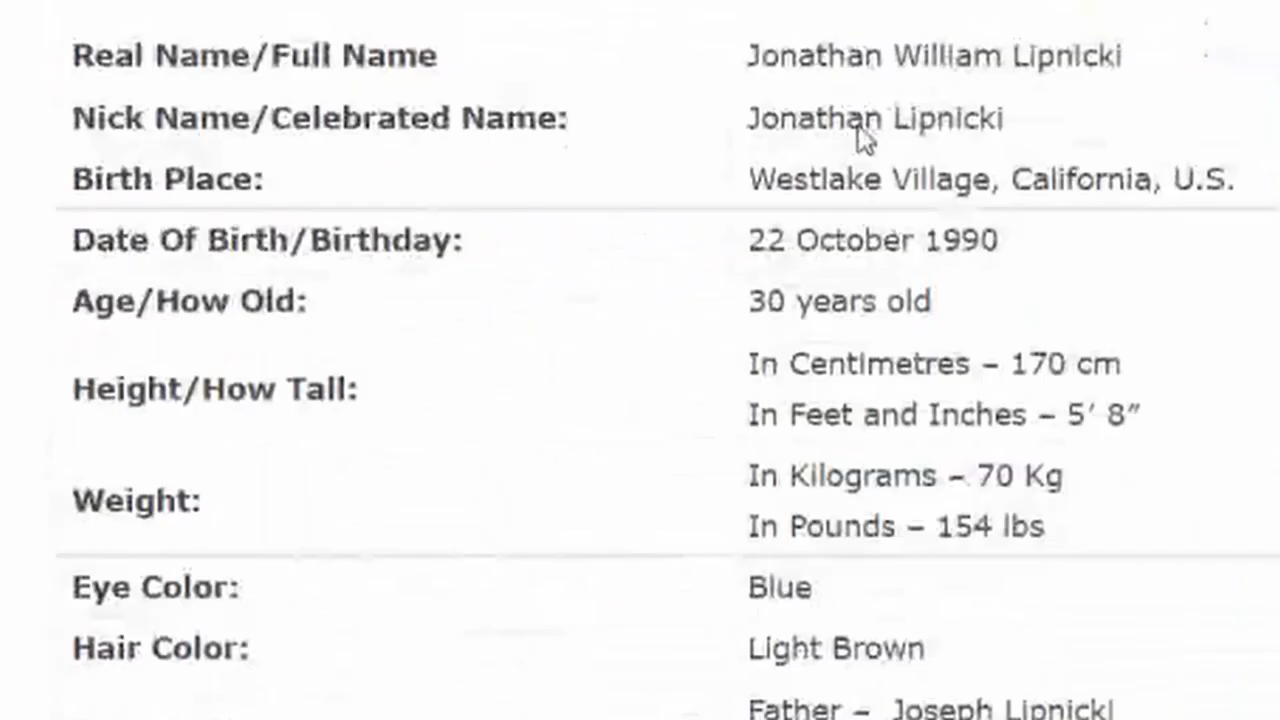 Real Name/Full Name Jonathan William Lipnicki
Nick Name/Celebrated Name: Jonathan Lipnicki
Birth Place: Westlake Village, California, U.S.
Date Of Birth/Birthday: 22 October 1990
Age/How Old: 30 years old
Height/How Tall: In Centimetres – 170 cm
In Feet and Inches – 5′ 8″
Weight: In Kilograms – 70 Kg
In Pounds – 154 lbs
Eye Color: Blue
Hair Color: Light Brown
Father – Joseph Lipnicki